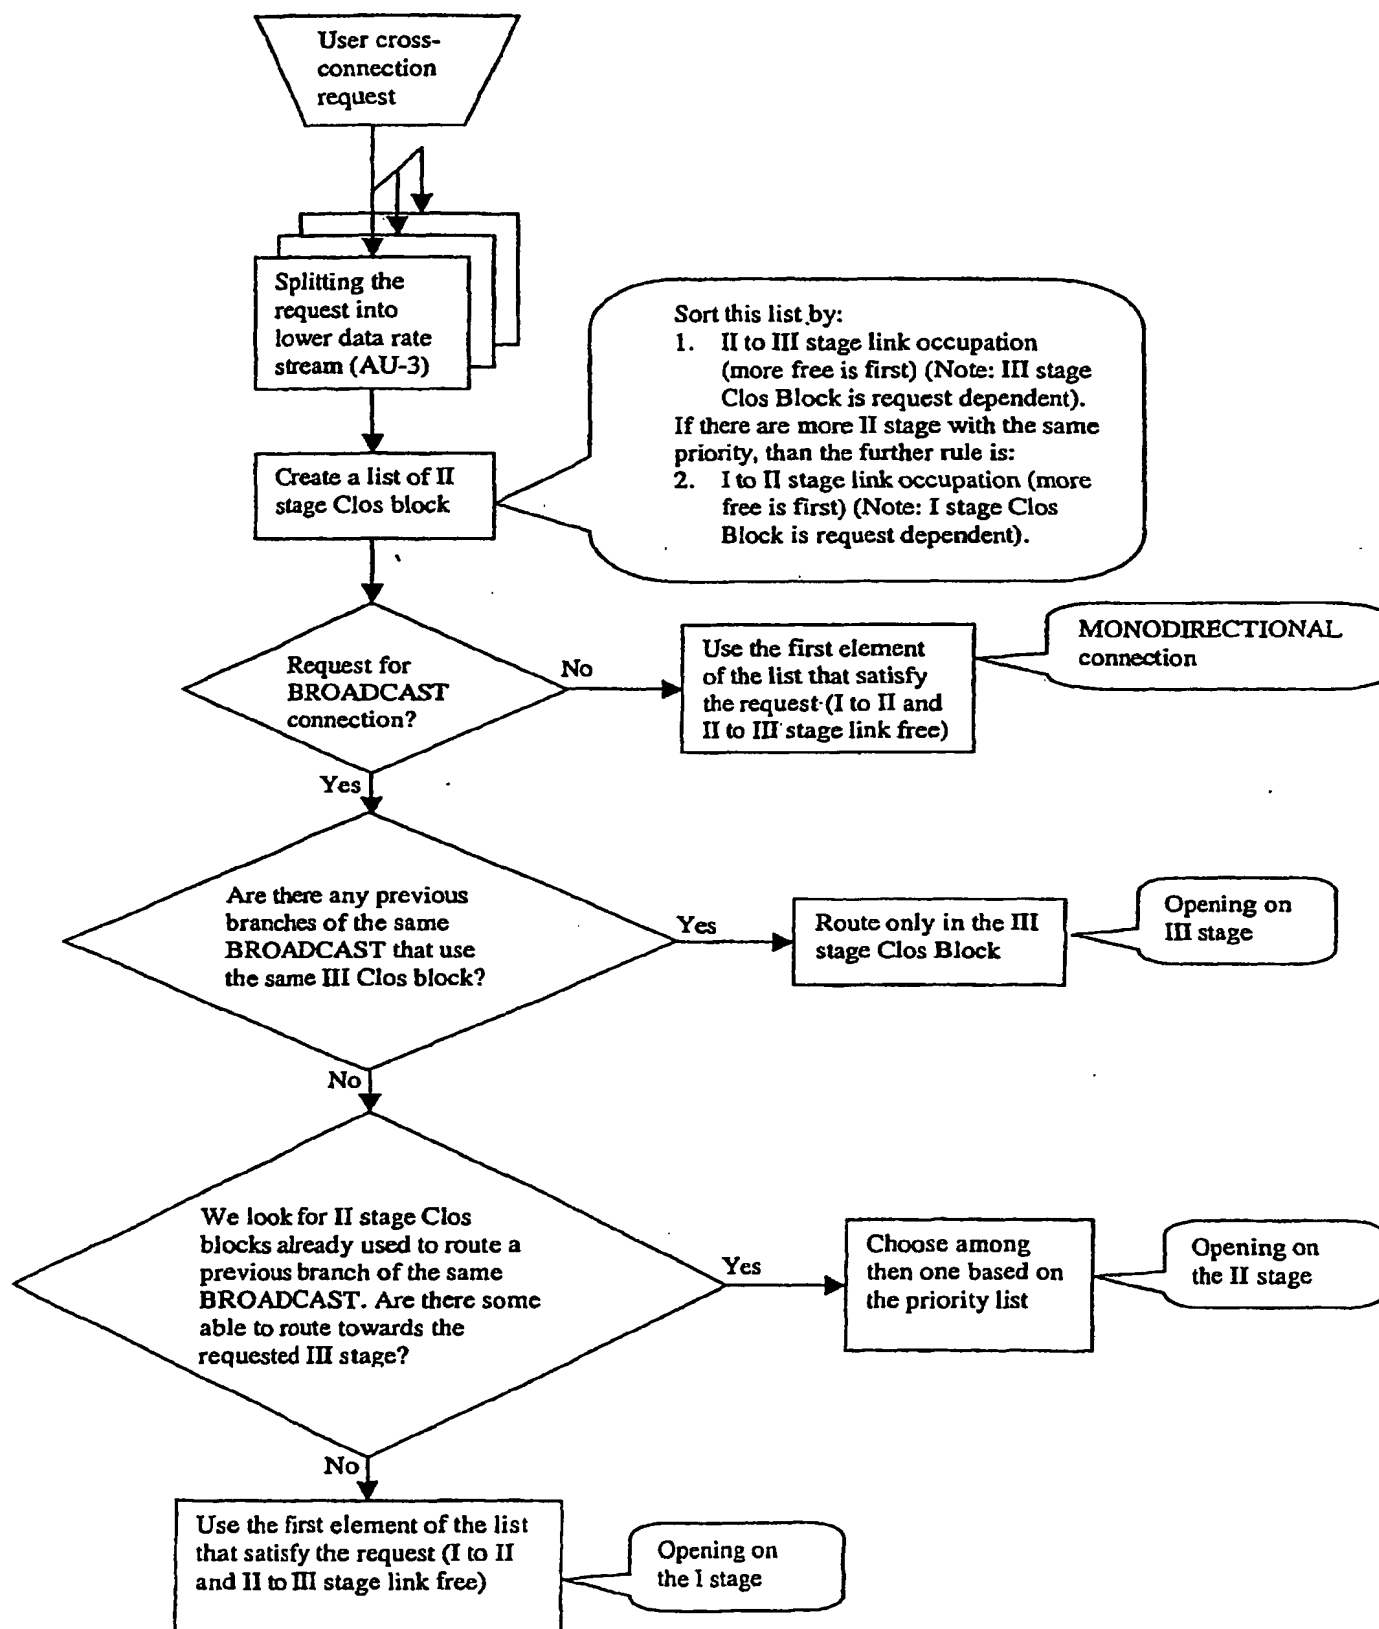 User cross-
connection
request
Splitting the
request into
lower data rate
stream (AU-3)
Sort this list by:
1. II to III stage link occupation
(more free is first) (Note: III stage
Clos Block is request dependent).
If there are more II stage with the same
priority, than the further rule is:
2. I to II stage link occupation (more
free is first) (Note: I stage Clos
Block is request dependent).
Create a list of II
stage Clos block
Request for
BROADCAST
connection?
No
Use the first element
of the list that satisfy
the request (I to II and
II to III stage link free)
MONODIRECTIONAL
connection
Yes
Are there any previous
branches of the same
BROADCAST that use
the same III Clos block?
Yes
Route only in the III
stage Clos Block
Opening on
III stage
No
We look for II stage Clos
blocks already used to route a
previous branch of the same
BROADCAST. Are there some
able to route towards the
requested III stage?
Yes
Choose among
then one based on
the priority list
Opening on
the II stage
No
Use the first element of the list
that satisfy the request (I to II
and II to III stage link free)
Opening on
the I stage